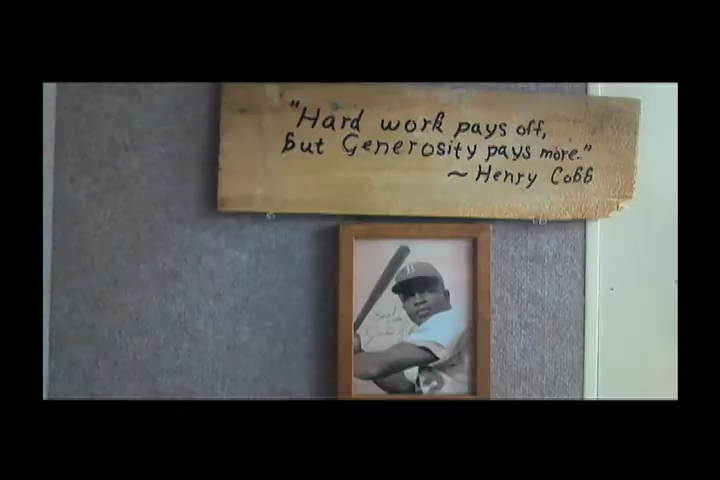 "Hard work pays off,
but Generosity pays more."
~ Henry Cobb
B